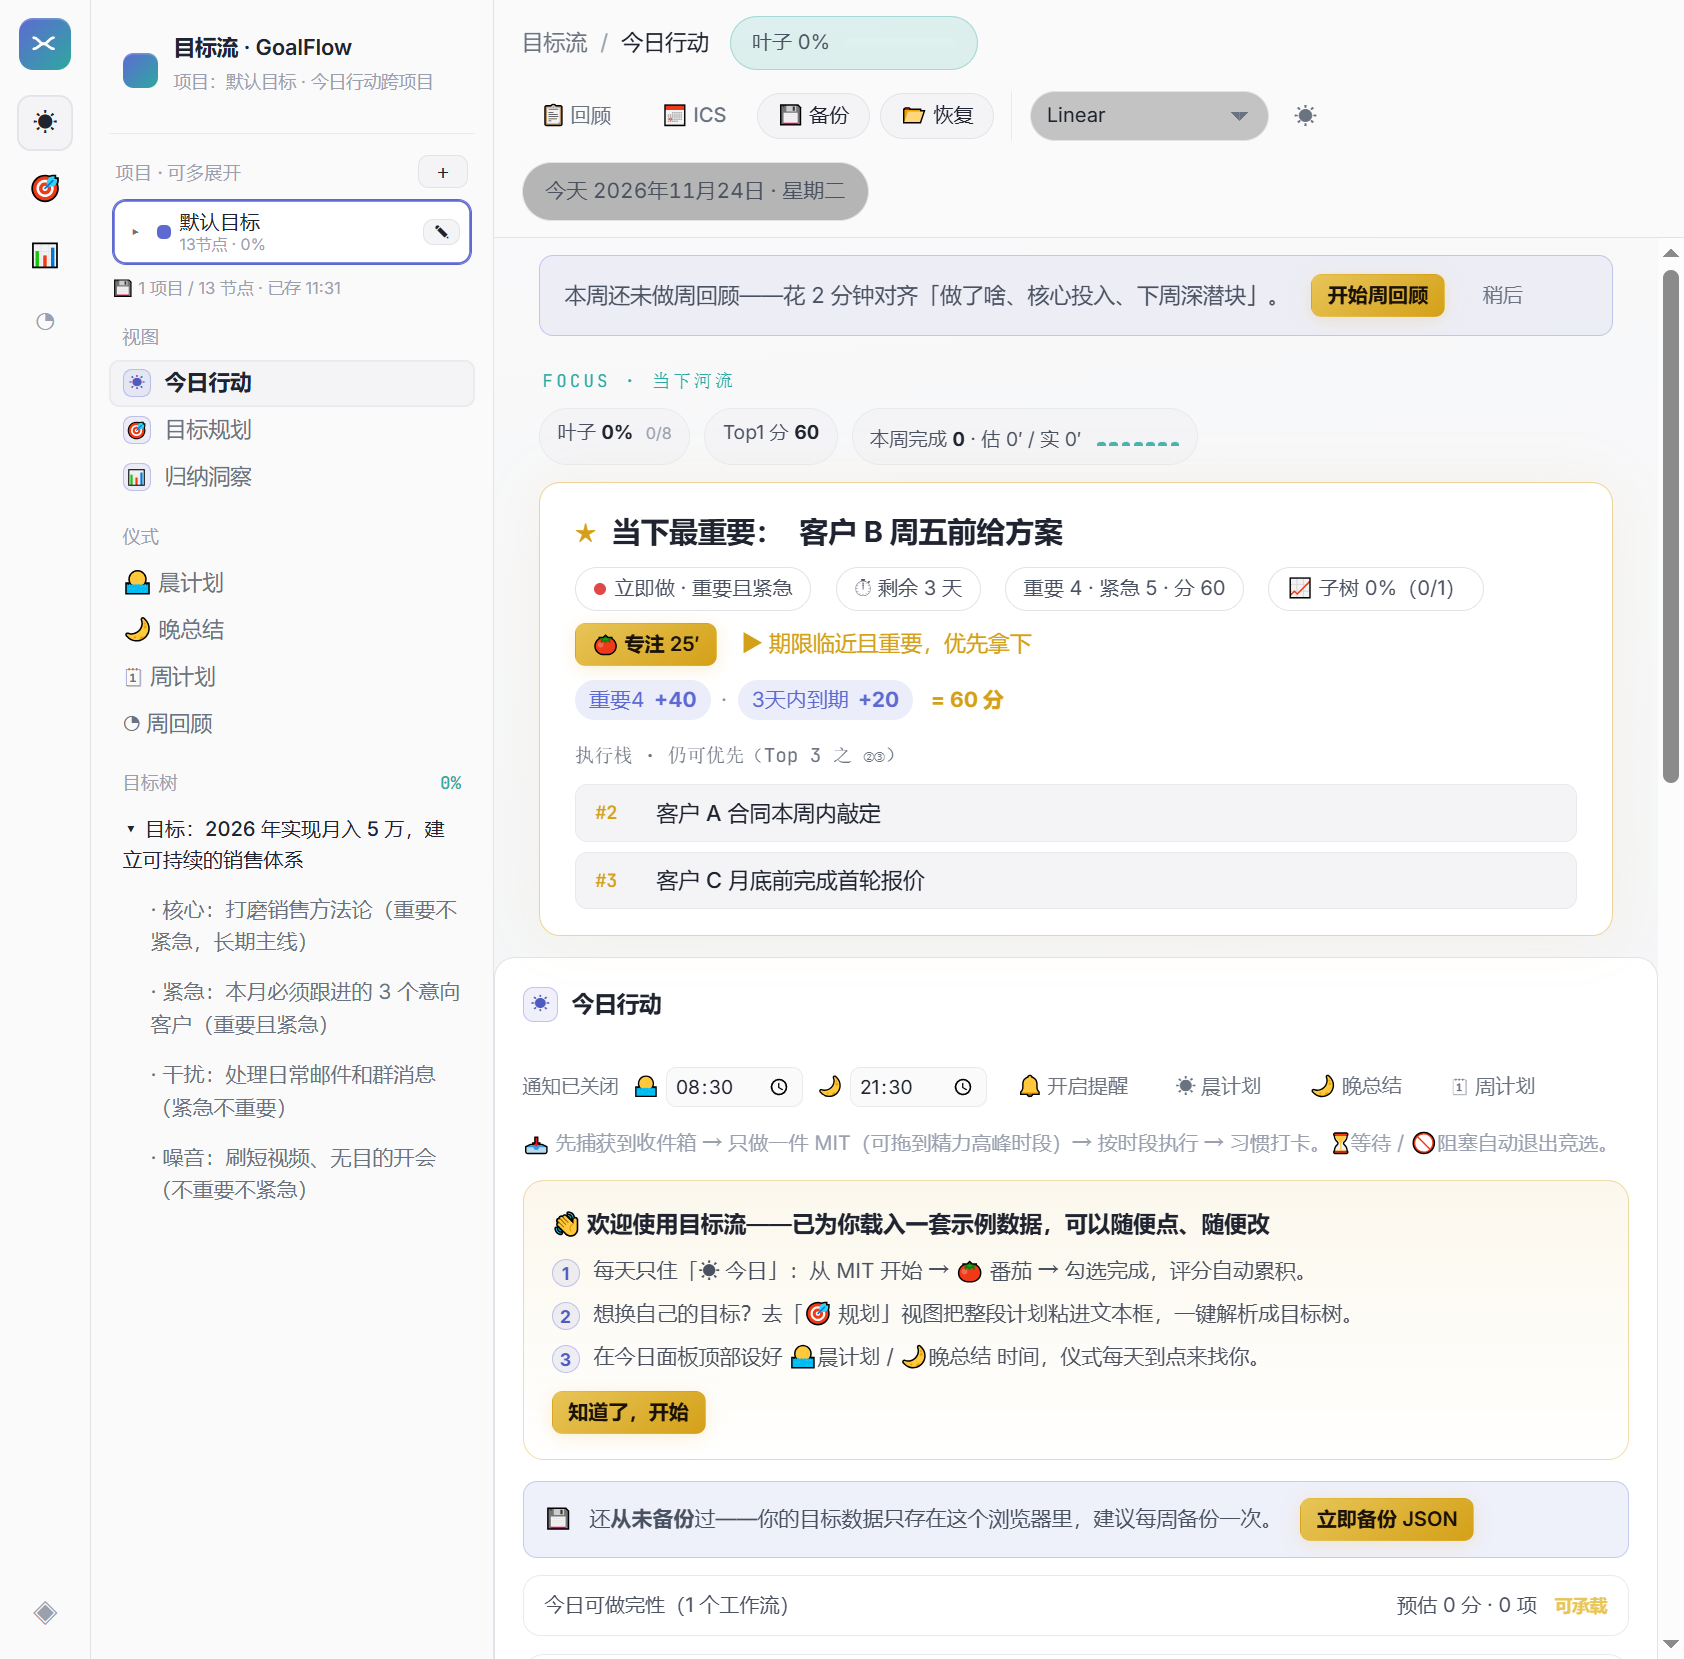 目标流 · GoalFlow
项目：默认目标 · 今日行动跨项目
项目 · 可多展开
+
默认目标
13节点 · 0%
1 项目 / 13 节点 · 已存 11:31
视图
今日行动
目标规划
归纳洞察
仪式
晨计划
晚总结
周计划
周回顾
目标树 0%
目标：2026 年实现月入 5 万，建
立可持续的销售体系
· 核心：打磨销售方法论（重要不
紧急，长期主线）
· 紧急：本月必须跟进的 3 个意向
客户（重要且紧急）
· 干扰：处理日常邮件和群消息
（紧急不重要）
· 噪音：刷短视频、无目的开会
（不重要不紧急）
目标流 / 今日行动 叶子 0%
回顾 ICS 备份 恢复 Linear
今天 2026年11月24日 · 星期二
本周还未做周回顾——花 2 分钟对齐「做了啥、核心投入、下周深潜块」。 开始周回顾 稍后
FOCUS · 当下河流
叶子 0% 0/8 Top1 分 60 本周完成 0 · 估 0′ / 实 0′
★ 当下最重要： 客户 B 周五前给方案
立即做 · 重要且紧急 ⏱ 剩余 3 天 重要 4 · 紧急 5 · 分 60 📈 子树 0%（0/1）
🍅 专注 25′ ▶ 期限临近且重要，优先拿下
重要4 +40 · 3天内到期 +20 = 60 分
执行栈 · 仍可优先（Top 3 之 ②③）
#2 客户 A 合同本周内敲定
#3 客户 C 月底前完成首轮报价
今日行动
通知已关闭 08:30 21:30 🔔 开启提醒 ☀ 晨计划 🌙 晚总结 周计划
先捕获到收件箱 → 只做一件 MIT（可拖到精力高峰时段）→ 按时段执行 → 习惯打卡。⏳等待 / 🚫阻塞自动退出竞选。
👋 欢迎使用目标流——已为你载入一套示例数据，可以随便点、随便改
1 每天只住「☀ 今日」：从 MIT 开始 → 🍅 番茄 → 勾选完成，评分自动累积。
2 想换自己的目标？去「🎯 规划」视图把整段计划粘进文本框，一键解析成目标树。
3 在今日面板顶部设好 晨计划 / 🌙晚总结 时间，仪式每天到点来找你。
知道了，开始
💾 还从未备份过——你的目标数据只存在这个浏览器里，建议每周备份一次。 立即备份 JSON
今日可做完性（1 个工作流） 预估 0 分 · 0 项 可承载